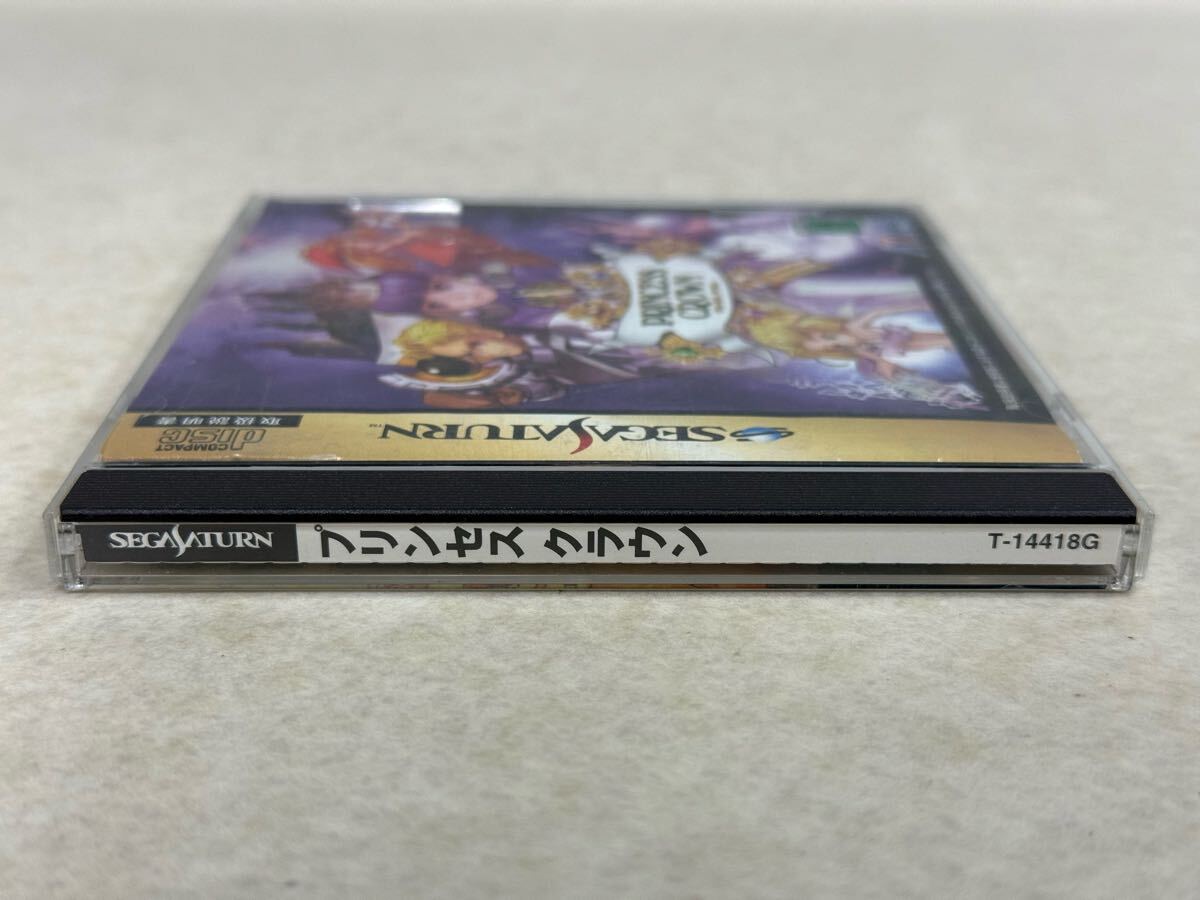 PRINCESS
CROWN
SEGA SATURN™
取扱説明書
COMPACT
disc
SEGA SATURN
プリンセス クラウン
T-14418G